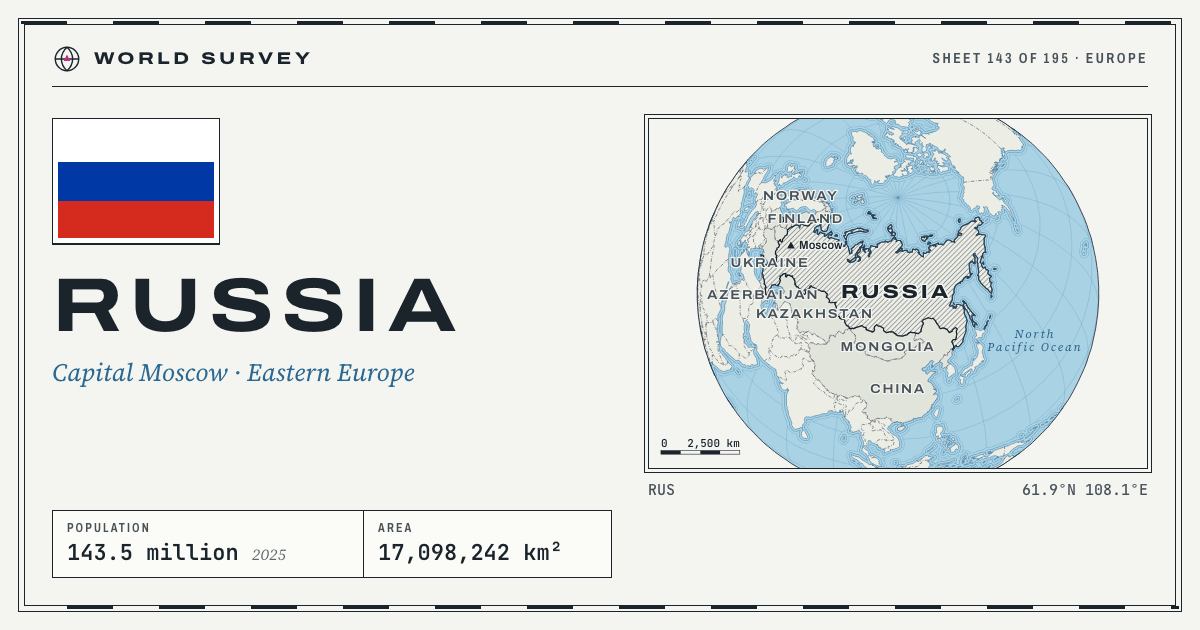 WORLD SURVEY
SHEET 143 OF 195 · EUROPE
RUSSIA
Capital Moscow · Eastern Europe
POPULATION
143.5 million 2025
AREA
17,098,242 km²
NORWAY
FINLAND
Moscow
UKRAINE
RUSSIA
AZERBAIJAN
KAZAKHSTAN
North
Pacific Ocean
MONGOLIA
CHINA
0 2,500 km
RUS
61.9°N 108.1°E